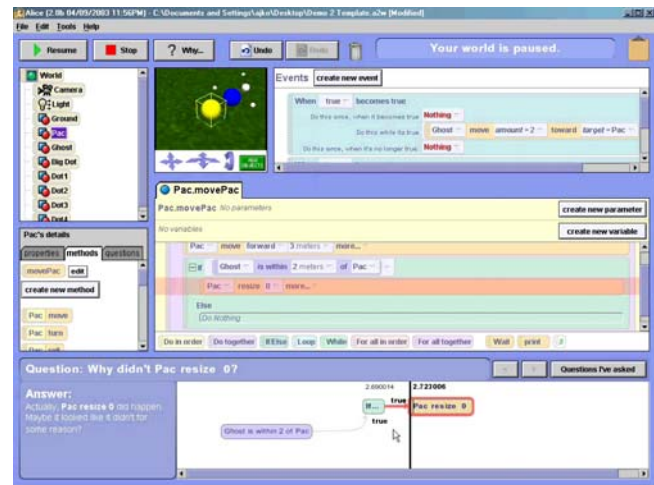 Alice (2.0b 04/09/2003 11:56PM) - C:\Documents and Settings\ajko\Desktop\Demo 2 Template.a2w [Modified]
File Edit Tools Help
Resume Stop ? Why... Undo Your world is paused.
World
Camera
Light
Ground
Pac
Ghost
Big Dot
Dot1
Dot2
Dot3
Dot4
Events create new event
When true becomes true
Do this once, when it becomes true Nothing
Do this while its true Ghost move amount = 2 toward target = Pac
Do this once, when it's no longer true Nothing
Pac.movePac
Pac.movePac No parameters create new parameter
No variables create new variable
Pac move forward 3 meters more...
If Ghost is within 2 meters of Pac
Pac resize 0 more...
Else
Do Nothing
Do in order Do together If/Else Loop While For all in order For all together Wait print //
Pac's details
properties methods questions
movePac edit
create new method
Pac move
Pac turn
Question: Why didn't Pac resize 0? Questions I've asked
Answer:
Actually, Pac resize 0 did happen.
Maybe it looked like it didn't for
some reason?
2.690014 2.723006
If... true Pac resize 0
true
Ghost is within 2 of Pac